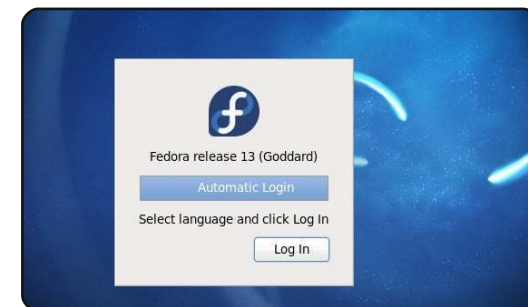 Fedora release 13 (Goddard)
Automatic Login
Select language and click Log In
Log In